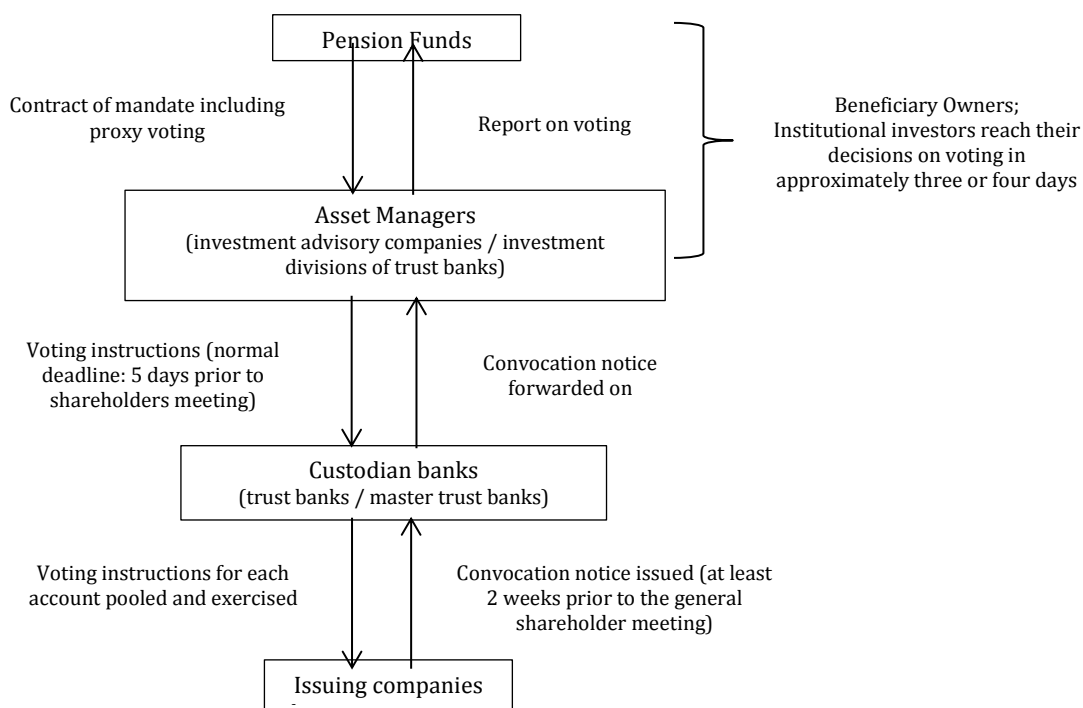 Pension Funds
Contract of mandate including
proxy voting
Report on voting
Beneficiary Owners;
Institutional investors reach their
decisions on voting in
approximately three or four days
Asset Managers
(investment advisory companies / investment
divisions of trust banks)
Voting instructions (normal
deadline: 5 days prior to
shareholders meeting)
Convocation notice
forwarded on
Custodian banks
(trust banks / master trust banks)
Voting instructions for each
account pooled and exercised
Convocation notice issued (at least
2 weeks prior to the general
shareholder meeting)
Issuing companies